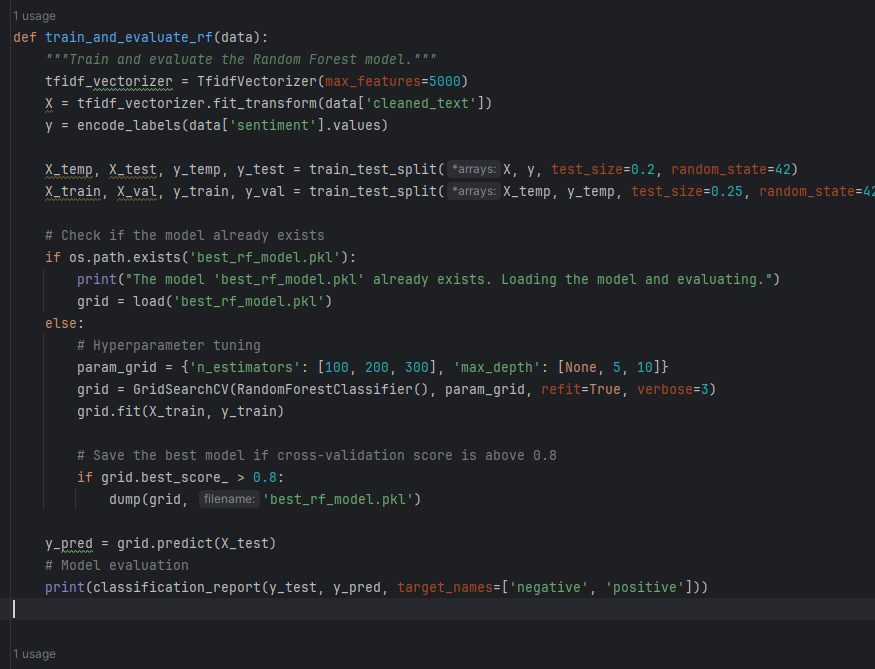 1 usage
def train_and_evaluate_rf(data):
    """Train and evaluate the Random Forest model."""
    tfidf_vectorizer = TfidfVectorizer(max_features=5000)
    X = tfidf_vectorizer.fit_transform(data['cleaned_text'])
    y = encode_labels(data['sentiment'].values)

    X_temp, X_test, y_temp, y_test = train_test_split( *arrays: X, y, test_size=0.2, random_state=42)
    X_train, X_val, y_train, y_val = train_test_split( *arrays: X_temp, y_temp, test_size=0.25, random_state=42

    # Check if the model already exists
    if os.path.exists('best_rf_model.pkl'):
        print("The model 'best_rf_model.pkl' already exists. Loading the model and evaluating.")
        grid = load('best_rf_model.pkl')
    else:
        # Hyperparameter tuning
        param_grid = {'n_estimators': [100, 200, 300], 'max_depth': [None, 5, 10]}
        grid = GridSearchCV(RandomForestClassifier(), param_grid, refit=True, verbose=3)
        grid.fit(X_train, y_train)

        # Save the best model if cross-validation score is above 0.8
        if grid.best_score_ > 0.8:
            dump(grid, filename: 'best_rf_model.pkl')

    y_pred = grid.predict(X_test)
    # Model evaluation
    print(classification_report(y_test, y_pred, target_names=['negative', 'positive']))

1 usage